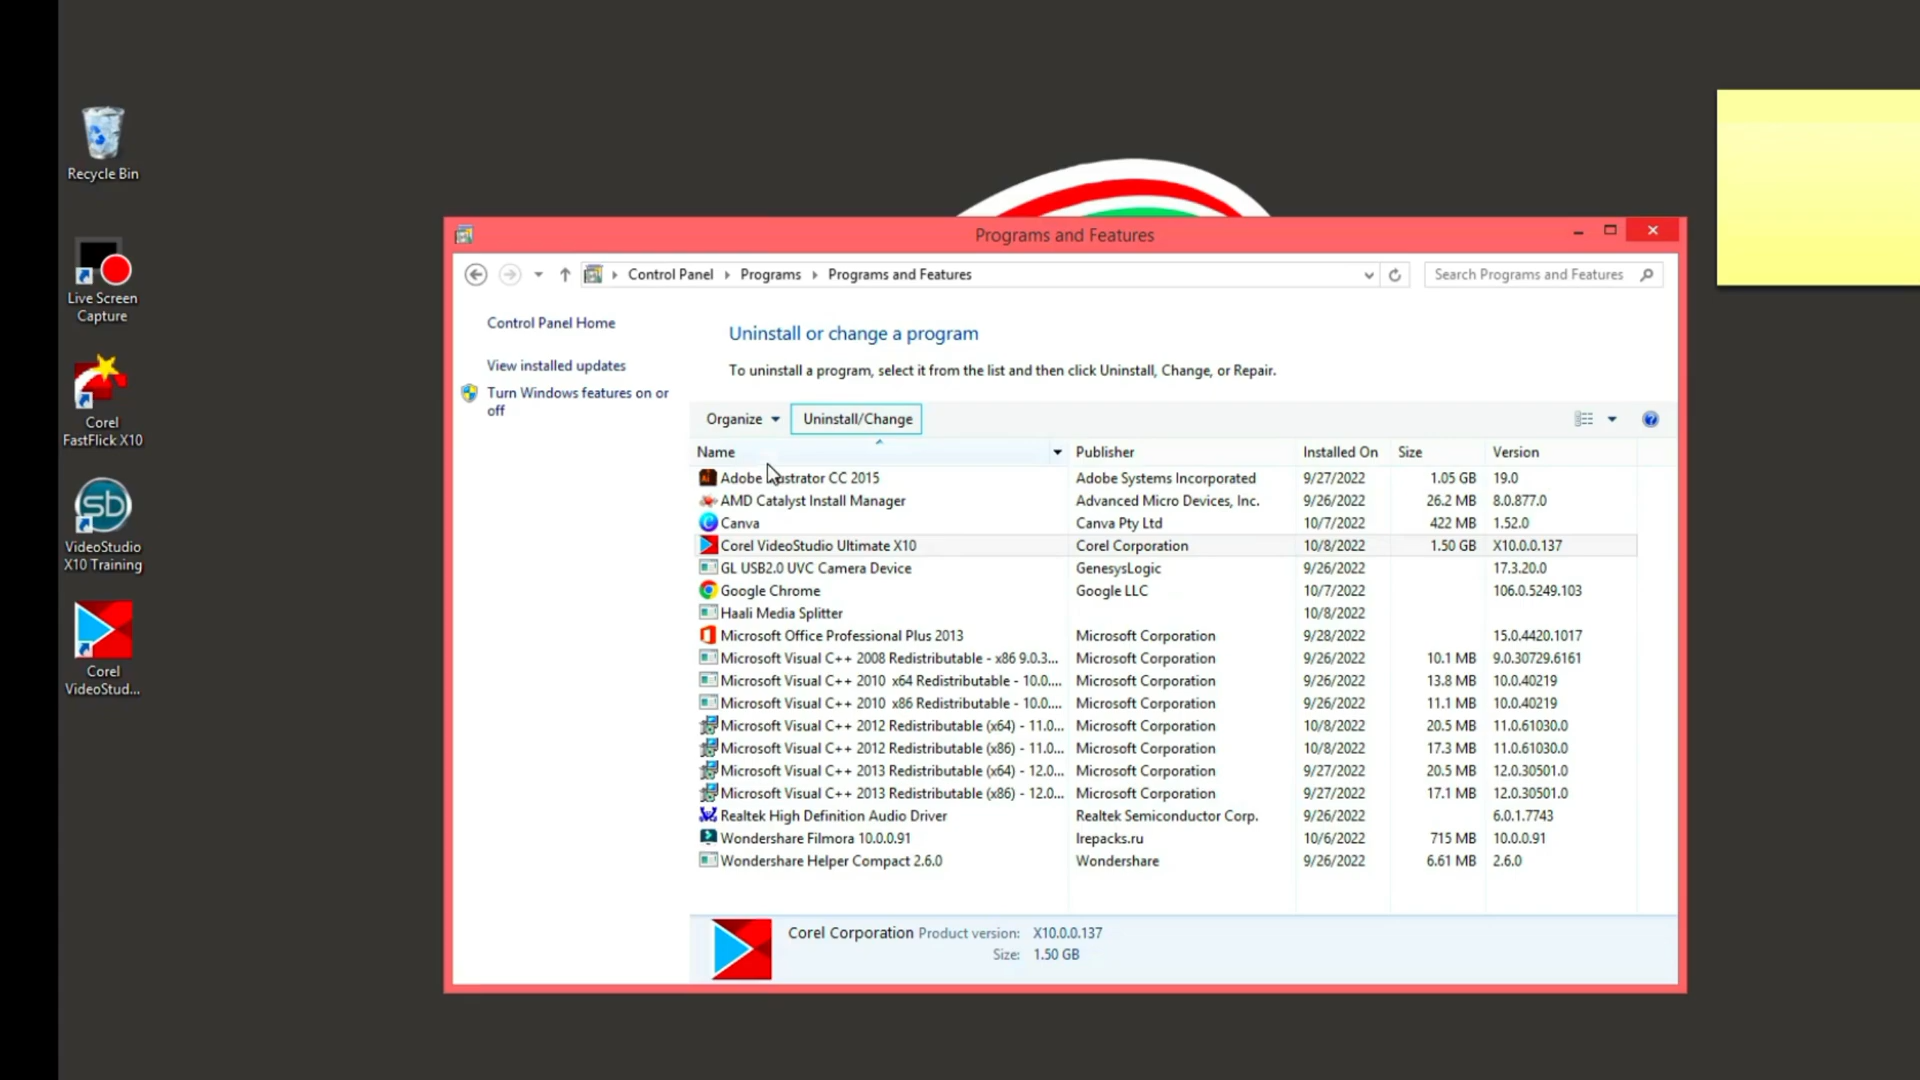 Recycle Bin
Live Screen
Capture
Corel
FastFlick X10
VideoStudio
X10 Training
Corel
VideoStud...
Programs and Features
Control Panel Programs Programs and Features
Search Programs and Features
Control Panel Home
View installed updates
Turn Windows features on or
off
Uninstall or change a program
To uninstall a program, select it from the list and then click Uninstall, Change, or Repair.
Organize Uninstall/Change
Name Publisher Installed On Size Version
Adobe strator CC 2015 Adobe Systems Incorporated 9/27/2022 1.05 GB 19.0
AMD Catalyst Install Manager Advanced Micro Devices, Inc. 9/26/2022 26.2 MB 8.0.877.0
Canva Canva Pty Ltd 10/7/2022 422 MB 1.52.0
Corel VideoStudio Ultimate X10 Corel Corporation 10/8/2022 1.50 GB X10.0.0.137
GL USB2.0 UVC Camera Device GenesysLogic 9/26/2022 17.3.20.0
Google Chrome Google LLC 10/7/2022 106.0.5249.103
Haali Media Splitter 10/8/2022
Microsoft Office Professional Plus 2013 Microsoft Corporation 9/28/2022 15.0.4420.1017
Microsoft Visual C++ 2008 Redistributable - x86 9.0.3... Microsoft Corporation 9/26/2022 10.1 MB 9.0.30729.6161
Microsoft Visual C++ 2010 x64 Redistributable - 10.0.... Microsoft Corporation 9/26/2022 13.8 MB 10.0.40219
Microsoft Visual C++ 2010 x86 Redistributable - 10.0.... Microsoft Corporation 9/26/2022 11.1 MB 10.0.40219
Microsoft Visual C++ 2012 Redistributable (x64) - 11.0... Microsoft Corporation 10/8/2022 20.5 MB 11.0.61030.0
Microsoft Visual C++ 2012 Redistributable (x86) - 11.0... Microsoft Corporation 10/8/2022 17.3 MB 11.0.61030.0
Microsoft Visual C++ 2013 Redistributable (x64) - 12.0... Microsoft Corporation 9/27/2022 20.5 MB 12.0.30501.0
Microsoft Visual C++ 2013 Redistributable (x86) - 12.0... Microsoft Corporation 9/27/2022 17.1 MB 12.0.30501.0
Realtek High Definition Audio Driver Realtek Semiconductor Corp. 9/26/2022 6.0.1.7743
Wondershare Filmora 10.0.0.91 lrepacks.ru 10/6/2022 715 MB 10.0.0.91
Wondershare Helper Compact 2.6.0 Wondershare 9/26/2022 6.61 MB 2.6.0
Corel Corporation Product version: X10.0.0.137
Size: 1.50 GB